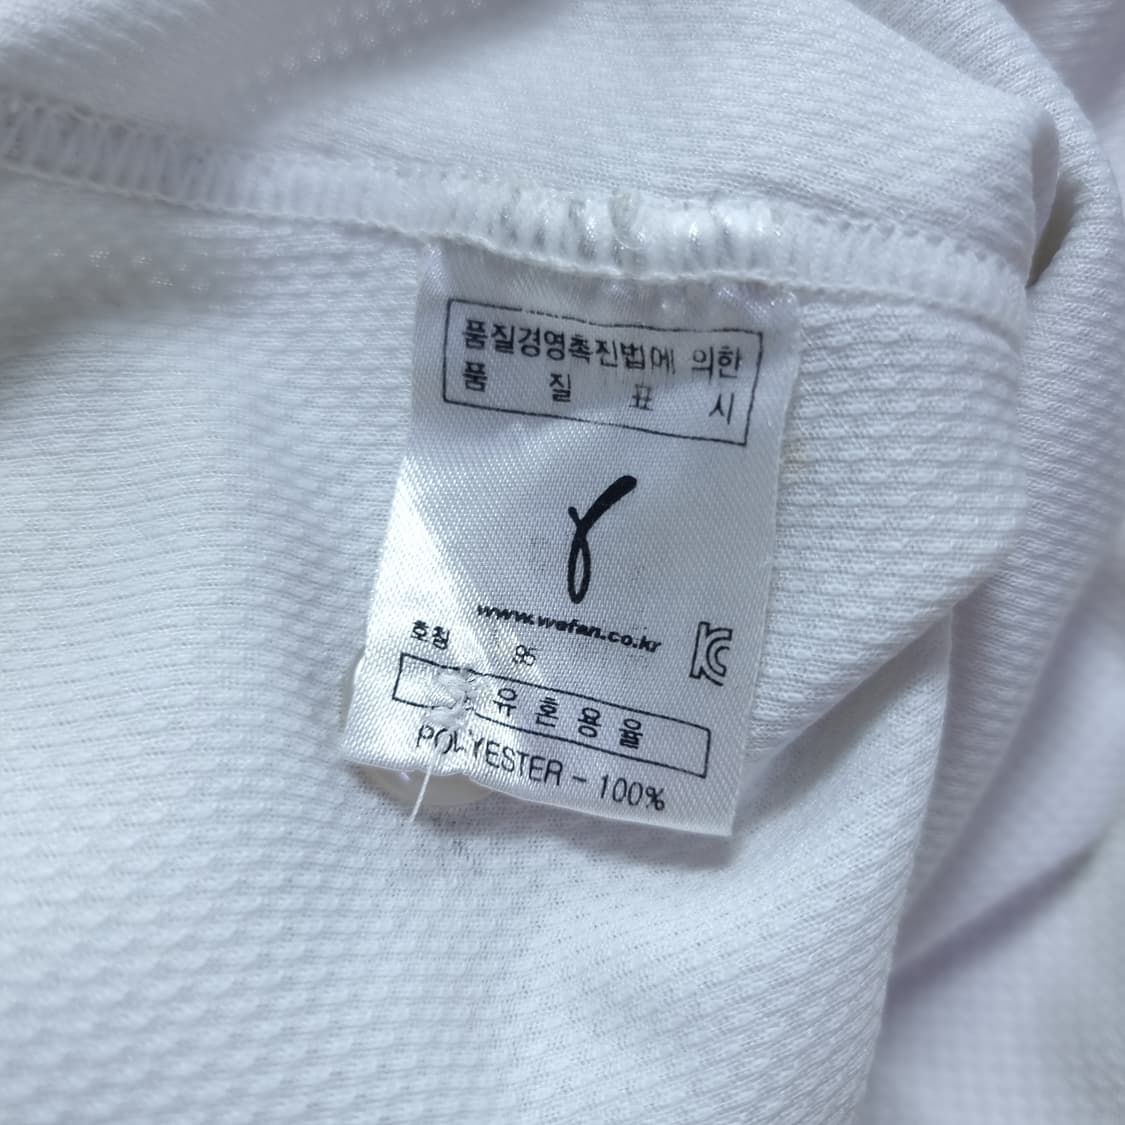 품질경영촉진법에 의한
품 질 표 시
www.wefan.co.kr
호칭 95
유 혼 용 율
POLYESTER - 100%